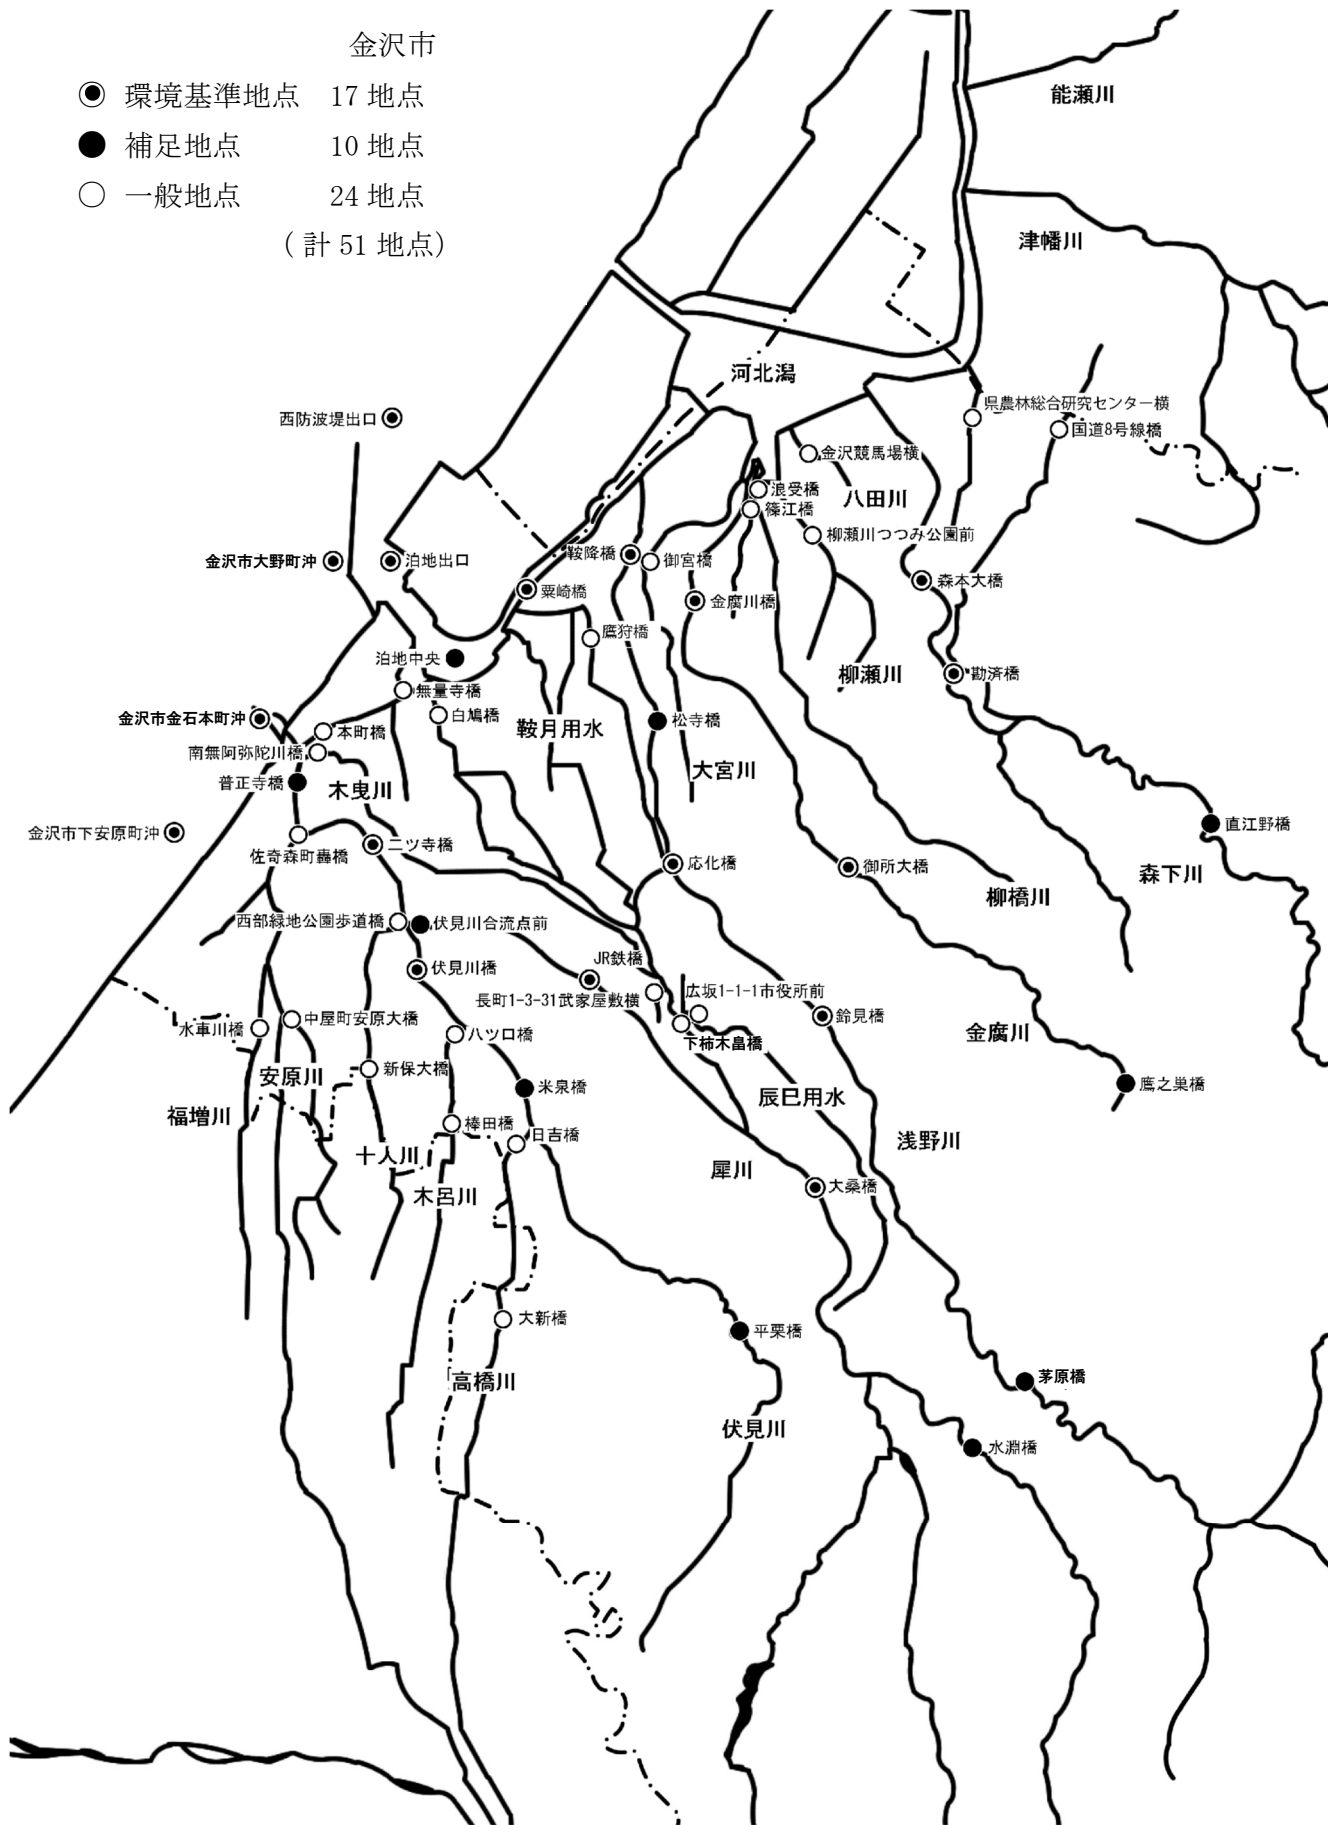 金沢市
環境基準地点 17 地点
補足地点 10 地点
一般地点 24 地点
（計 51 地点）
能瀬川
津幡川
河北潟
県農林総合研究センター横
国道8号線橋
西防波堤出口
金沢競馬場横
浪受橋
八田川
篠江橋
柳瀬川つつみ公園前
金沢市大野町沖
泊地出口
鞍降橋
御宮橋
森本大橋
粟崎橋
金腐川橋
鷹狩橋
泊地中央
柳瀬川
勘済橋
無量寺橋
金沢市金石本町沖
白鳩橋
松寺橋
本町橋
鞍月用水
南無阿弥陀川橋
大宮川
普正寺橋
木曳川
直江野橋
金沢市下安原町沖
二ツ寺橋
佐奇森町轟橋
応化橋
御所大橋
森下川
柳橋川
西部緑地公園歩道橋
伏見川合流点前
JR鉄橋
伏見川橋
長町1-3-31武家屋敷横
広坂1-1-1市役所前
中屋町安原大橋
鈴見橋
水車川橋
八ツ口橋
下柿木畠橋
金腐川
安原川
新保大橋
米泉橋
鷹之巣橋
辰巳用水
福増川
棒田橋
日吉橋
浅野川
十人川
犀川
大桑橋
木呂川
大新橋
平栗橋
高橋川
茅原橋
伏見川
水淵橋